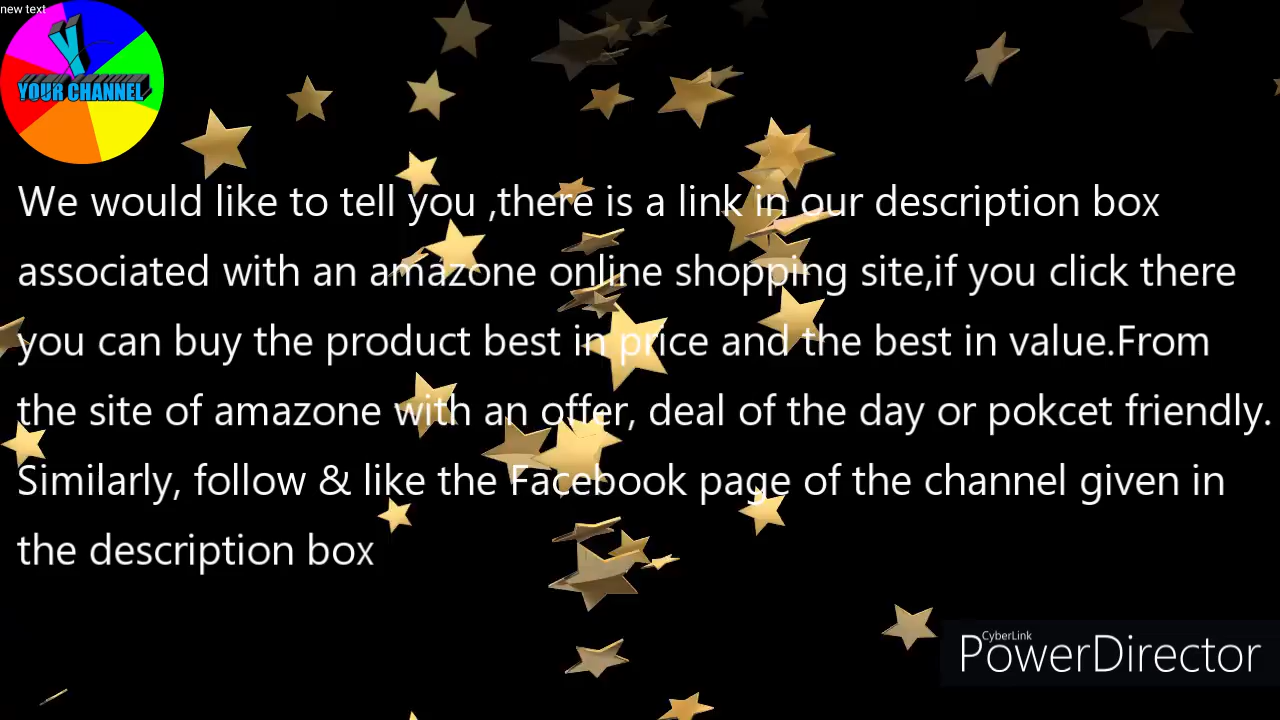 new text
Y
YOUR CHANNEL
We would like to tell you ,there is a link in our description box
associated with an amazone online shopping site,if you click there
you can buy the product best in price and the best in value.From
the site of amazone with an offer, deal of the day or pokcet friendly.
Similarly, follow & like the Facebook page of the channel given in
the description box
CyberLink
PowerDirector